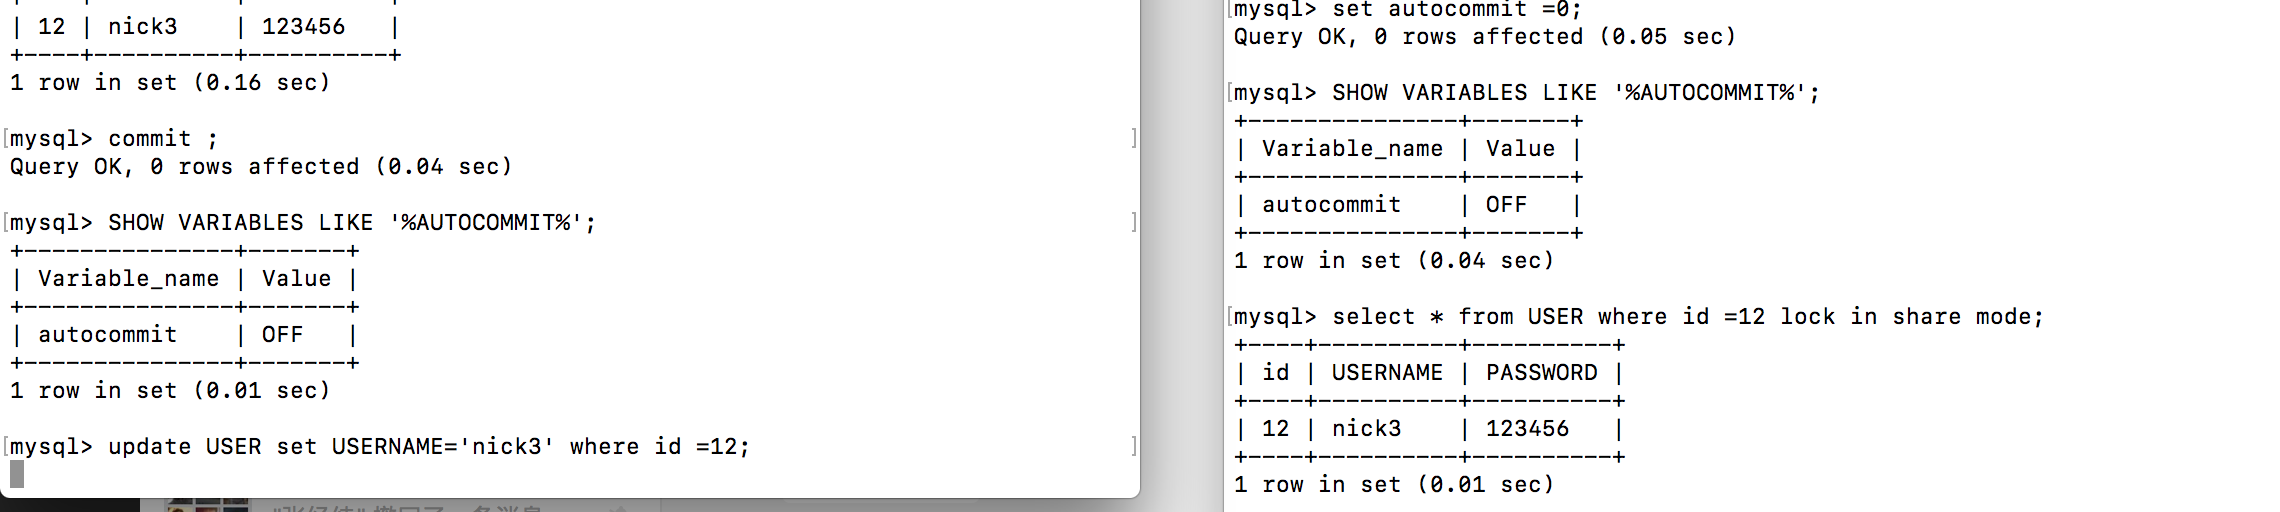 | 12 | nick3    | 123456   |
+----+----------+----------+
1 row in set (0.16 sec)
[mysql> commit ; ]
Query OK, 0 rows affected (0.04 sec)
[mysql> SHOW VARIABLES LIKE '%AUTOCOMMIT%'; ]
+---------------+-------+
| Variable_name | Value |
+---------------+-------+
| autocommit    | OFF   |
+---------------+-------+
1 row in set (0.01 sec)
[mysql> update USER set USERNAME='nick3' where id =12; ]
[mysql> set autocommit =0;
Query OK, 0 rows affected (0.05 sec)
[mysql> SHOW VARIABLES LIKE '%AUTOCOMMIT%';
+---------------+-------+
| Variable_name | Value |
+---------------+-------+
| autocommit    | OFF   |
+---------------+-------+
1 row in set (0.04 sec)
[mysql> select * from USER where id =12 lock in share mode;
+----+----------+----------+
| id | USERNAME | PASSWORD |
+----+----------+----------+
| 12 | nick3    | 123456   |
+----+----------+----------+
1 row in set (0.01 sec)